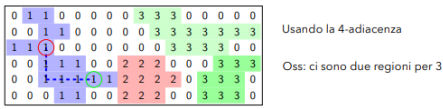 0 1 1 0 0 0 0 0 3 3 3 0 0 0 0 0
0 0 1 1 0 0 0 0 3 3 3 3 3 3 3
Usando la 4-adiacenza
1 1 1 0 0 0 0 0 0 0 3 3 3 3 0 0
0 0 1 1 1 0 0 2 2 2 0 0 0 3 3 3
Oss: ci sono due regioni per 3
0 0 1 1 1 1 1 2 2 2 2 0 0 3 3 3 0
0 0 0 1 1 0 0 2 2 2 0 0 3 3 3 0